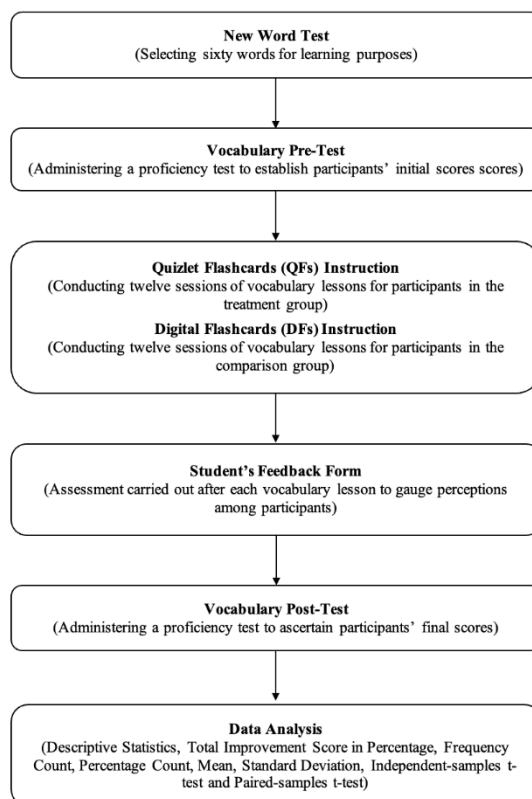 New Word Test
(Selecting sixty words for learning purposes)
Vocabulary Pre-Test
(Administering a proficiency test to establish participants’ initial scores scores)
Quizlet Flashcards (QFs) Instruction
(Conducting twelve sessions of vocabulary lessons for participants in the
treatment group)
Digital Flashcards (DFs) Instruction
(Conducting twelve sessions of vocabulary lessons for participants in the
comparison group)
Student’s Feedback Form
(Assessment carried out after each vocabulary lesson to gauge perceptions
among participants)
Vocabulary Post-Test
(Administering a proficiency test to ascertain participants’ final scores)
Data Analysis
(Descriptive Statistics, Total Improvement Score in Percentage, Frequency
Count, Percentage Count, Mean, Standard Deviation, Independent-samples t-
test and Paired-samples t-test)